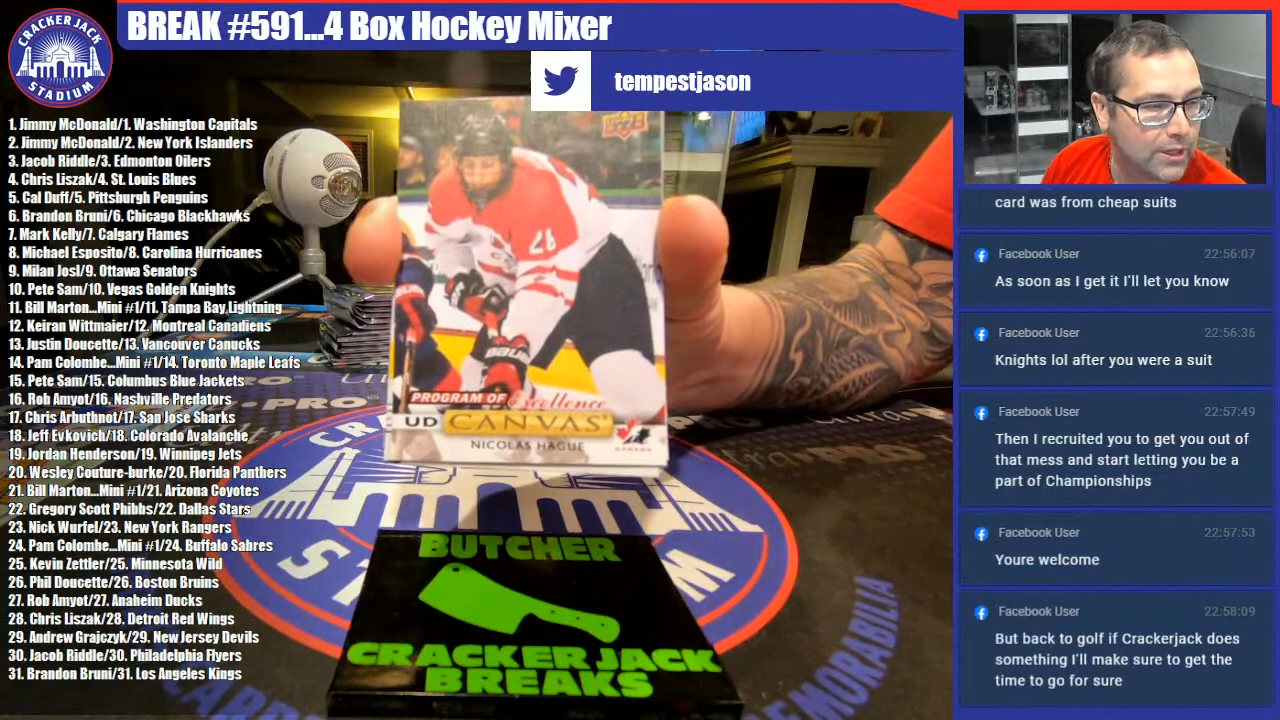 CRACKER JACK
STADIUM
BREAK #591...4 Box Hockey Mixer
tempestjason
1. Jimmy McDonald/1. Washington Capitals
2. Jimmy McDonald/2. New York Islanders
3. Jacob Riddle/3. Edmonton Oilers
4. Chris Liszak/4. St. Louis Blues
5. Cal Duff/5. Pittsburgh Penguins
6. Brandon Bruni/6. Chicago Blackhawks
7. Mark Kelly/7. Calgary Flames
8. Michael Esposito/8. Carolina Hurricanes
9. Milan Josl/9. Ottawa Senators
10. Pete Sam/10. Vegas Golden Knights
11. Bill Marton...Mini #1/11. Tampa Bay Lightning
12. Keiran Wittmaier/12. Montreal Canadiens
13. Justin Doucette/13. Vancouver Canucks
14. Pam Colombe...Mini #1/14. Toronto Maple Leafs
15. Pete Sam/15. Columbus Blue Jackets
16. Rob Amyot/16. Nashville Predators
17. Chris Arbuthnot/17. San Jose Sharks
18. Jeff Evkovich/18. Colorado Avalanche
19. Jordan Henderson/19. Winnipeg Jets
20. Wesley Couture-burke/20. Florida Panthers
21. Bill Marton...Mini #1/21. Arizona Coyotes
22. Gregory Scott Phibbs/22. Dallas Stars
23. Nick Wurfel/23. New York Rangers
24. Pam Colombe...Mini #1/24. Buffalo Sabres
25. Kevin Zettler/25. Minnesota Wild
26. Phil Doucette/26. Boston Bruins
27. Rob Amyot/27. Anaheim Ducks
28. Chris Liszak/28. Detroit Red Wings
29. Andrew Grajczyk/29. New Jersey Devils
30. Jacob Riddle/30. Philadelphia Flyers
31. Brandon Bruni/31. Los Angeles Kings
28
PROGRAM OF Excellence
UD CANVAS
NICOLAS HAGUE
BUTCHER
CRACKER JACK
BREAKS
MEMORABILIA
card was from cheap suits
Facebook User 22:56:07
As soon as I get it I'll let you know
Facebook User 22:56:36
Knights lol after you were a suit
Facebook User 22:57:49
Then I recruited you to get you out of
that mess and start letting you be a
part of Championships
Facebook User 22:57:53
Youre welcome
Facebook User 22:58:09
But back to golf if Crackerjack does
something I'll make sure to get the
time to go for sure